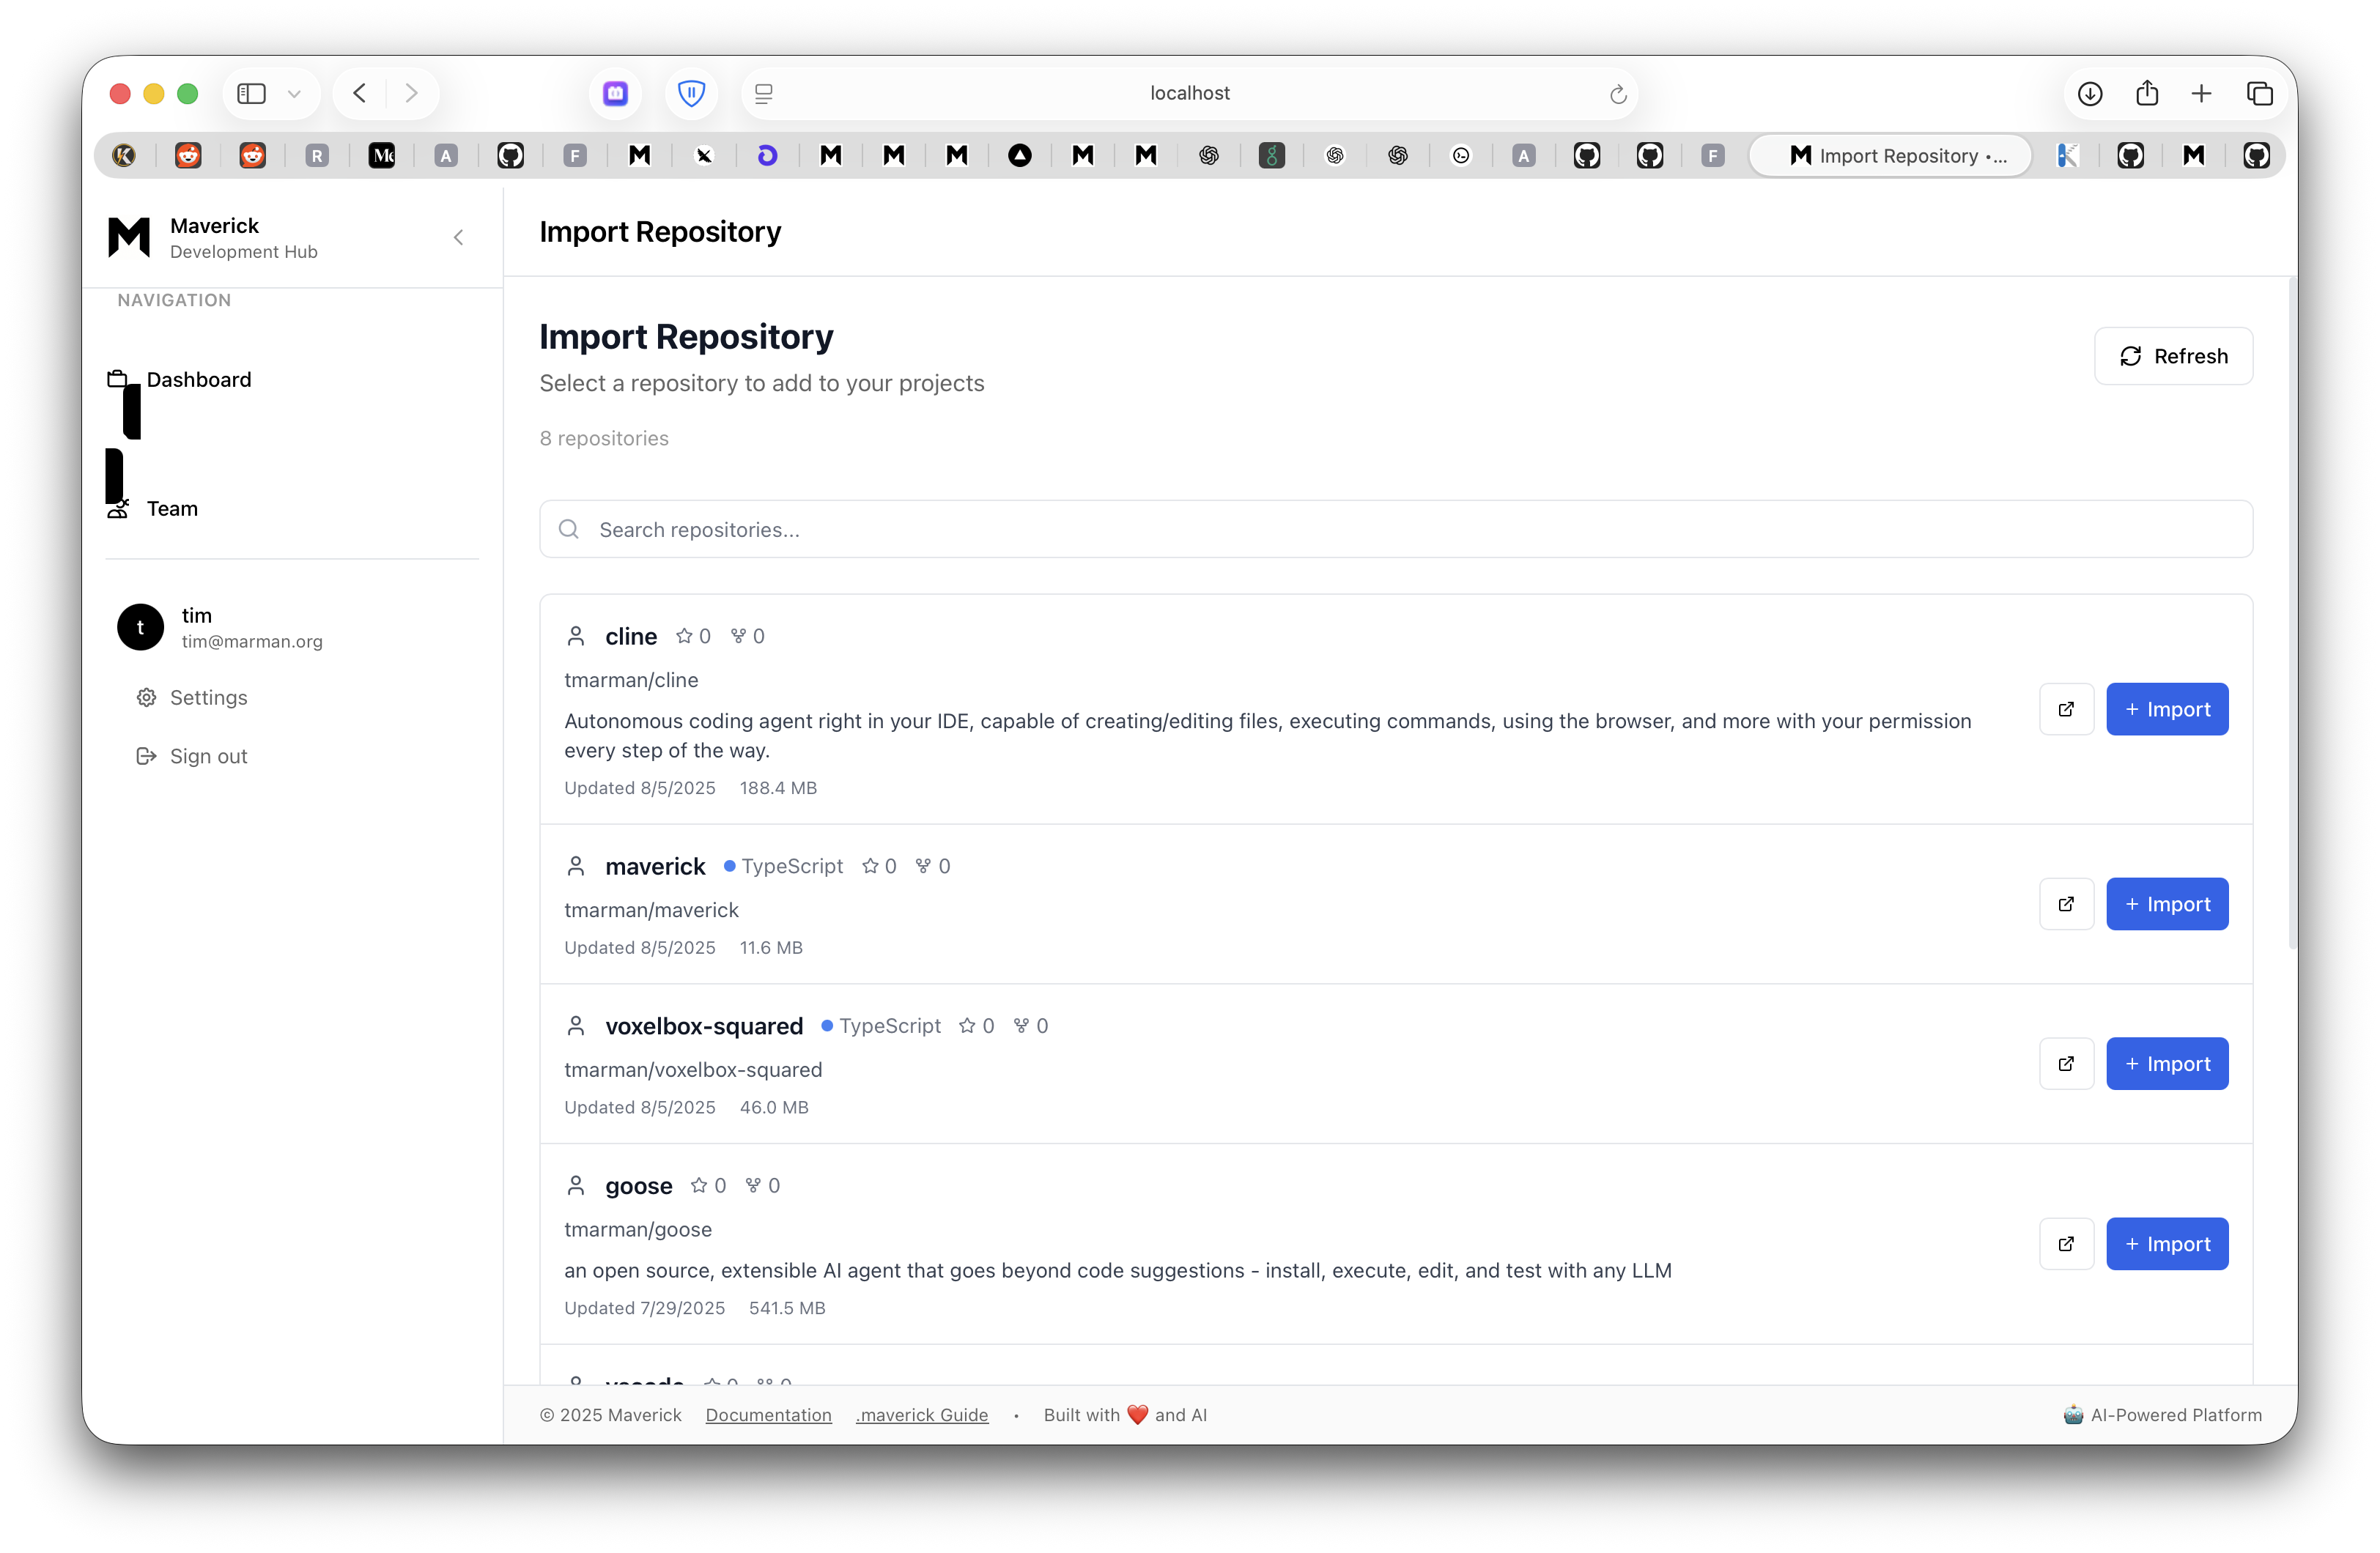 localhost
Import Repository •...
Maverick
Development Hub
NAVIGATION
Dashboard
Team
t
tim
tim@marman.org
Settings
Sign out
Import Repository
Import Repository
Refresh
Select a repository to add to your projects
8 repositories
Search repositories...
cline 0 0
tmarman/cline
Autonomous coding agent right in your IDE, capable of creating/editing files, executing commands, using the browser, and more with your permission
every step of the way.
Updated 8/5/2025 188.4 MB
+ Import
maverick TypeScript 0 0
tmarman/maverick
Updated 8/5/2025 11.6 MB
+ Import
voxelbox-squared TypeScript 0 0
tmarman/voxelbox-squared
Updated 8/5/2025 46.0 MB
+ Import
goose 0 0
tmarman/goose
an open source, extensible AI agent that goes beyond code suggestions - install, execute, edit, and test with any LLM
Updated 7/29/2025 541.5 MB
+ Import
vscode 0 0
© 2025 Maverick Documentation .maverick Guide • Built with ❤️ and AI
🤖 AI-Powered Platform